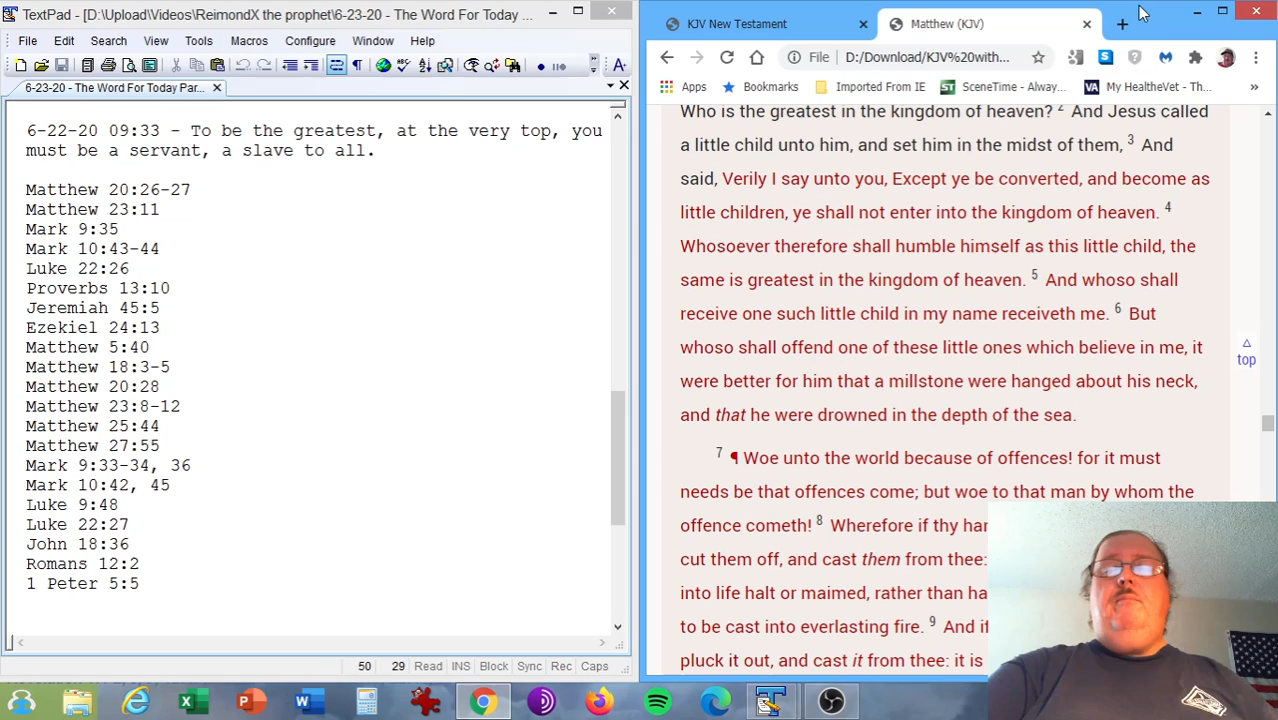 TextPad - [D:\Upload\Videos\ReimondX the prophet\6-23-20 - The Word For Today ...
File Edit Search View Tools Macros Configure Window Help
6-23-20 - The Word For Today Par...
6-22-20 09:33 - To be the greatest, at the very top, you
must be a servant, a slave to all.
Matthew 20:26-27
Matthew 23:11
Mark 9:35
Mark 10:43-44
Luke 22:26
Proverbs 13:10
Jeremiah 45:5
Ezekiel 24:13
Matthew 5:40
Matthew 18:3-5
Matthew 20:28
Matthew 23:8-12
Matthew 25:44
Matthew 27:55
Mark 9:33-34, 36
Mark 10:42, 45
Luke 9:48
Luke 22:27
John 18:36
Romans 12:2
1 Peter 5:5
50 29 Read INS Block Sync Rec Caps
KJV New Testament
Matthew (KJV)
File D:/Download/KJV%20with...
Apps Bookmarks Imported From IE ST SceneTime - Alway... VA My HealtheVet - Th...
Who is the greatest in the kingdom of heaven? 2 And Jesus called
a little child unto him, and set him in the midst of them, 3 And
said, Verily I say unto you, Except ye be converted, and become as
little children, ye shall not enter into the kingdom of heaven. 4
Whosoever therefore shall humble himself as this little child, the
same is greatest in the kingdom of heaven. 5 And whoso shall
receive one such little child in my name receiveth me. 6 But
whoso shall offend one of these little ones which believe in me, it
were better for him that a millstone were hanged about his neck,
and that he were drowned in the depth of the sea.
7 ¶ Woe unto the world because of offences! for it must
needs be that offences come; but woe to that man by whom the
offence cometh! 8 Wherefore if thy har
cut them off, and cast them from thee:
into life halt or maimed, rather than ha
to be cast into everlasting fire. 9 And if
pluck it out, and cast it from thee: it is
top